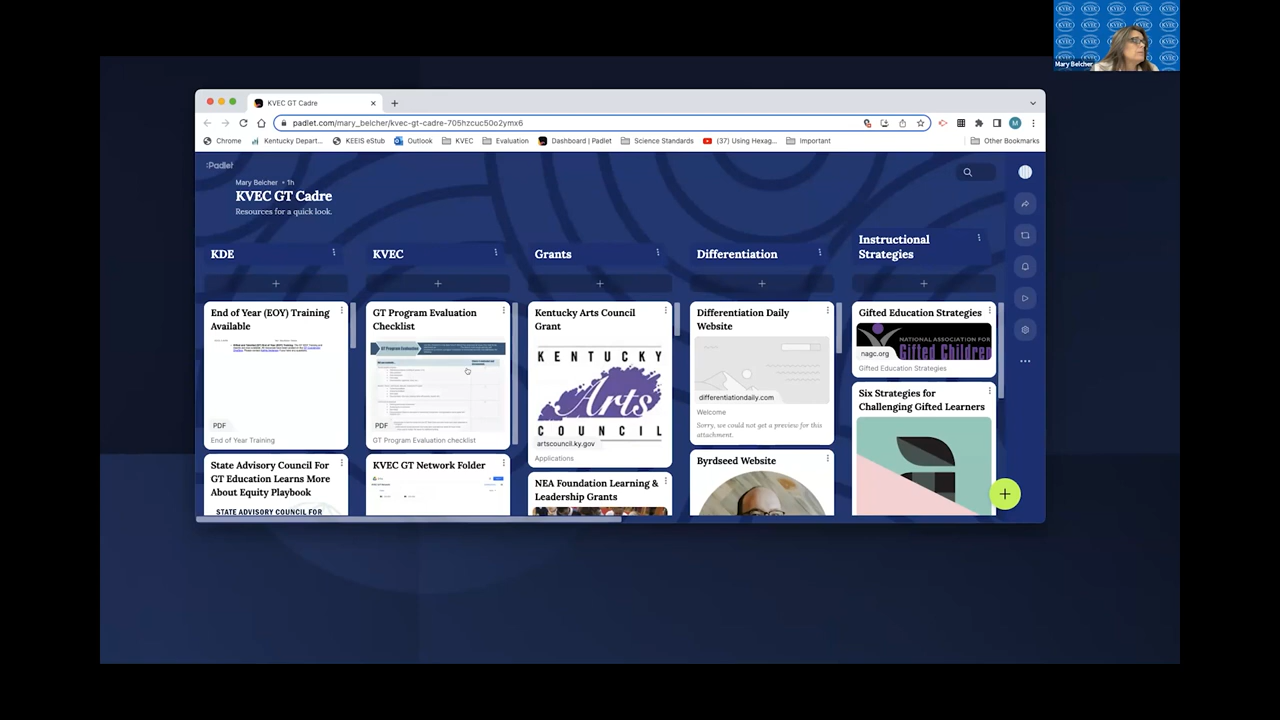 KVEC GT Cadre
padlet.com/mary_belcher/kvec-gt-cadre-705hzcuc50o2ymx6
Chrome
Kentucky Depart...
KEEIS eStub
Outlook
KVEC
Evaluation
Dashboard | Padlet
Science Standards
(37) Using Hexag...
Important
Other Bookmarks
Mary Belcher
:Padlet
Mary Belcher • 1h
KVEC GT Cadre
Resources for a quick look.
KDE
End of Year (EOY) Training
Available
PDF
End of Year Training
State Advisory Council For
GT Education Learns More
About Equity Playbook
STATE ADVISORY COUNCIL FOR
KVEC
GT Program Evaluation
Checklist
GT Program Evaluation
PDF
GT Program Evaluation checklist
KVEC GT Network Folder
Grants
Kentucky Arts Council
Grant
KENTUCKY
Arts
COUNCIL
artscouncil.ky.gov
Applications
NEA Foundation Learning &
Leadership Grants
Differentiation
Differentiation Daily
Website
differentiationdaily.com
Welcome
Sorry, we could not get a preview for this
attachment.
Byrdseed Website
Instructional
Strategies
Gifted Education Strategies
NATIONAL ASSOCIATION FOR
Gifted Children
nagc.org
Gifted Education Strategies
Six Strategies for
Challenging Gifted Learners